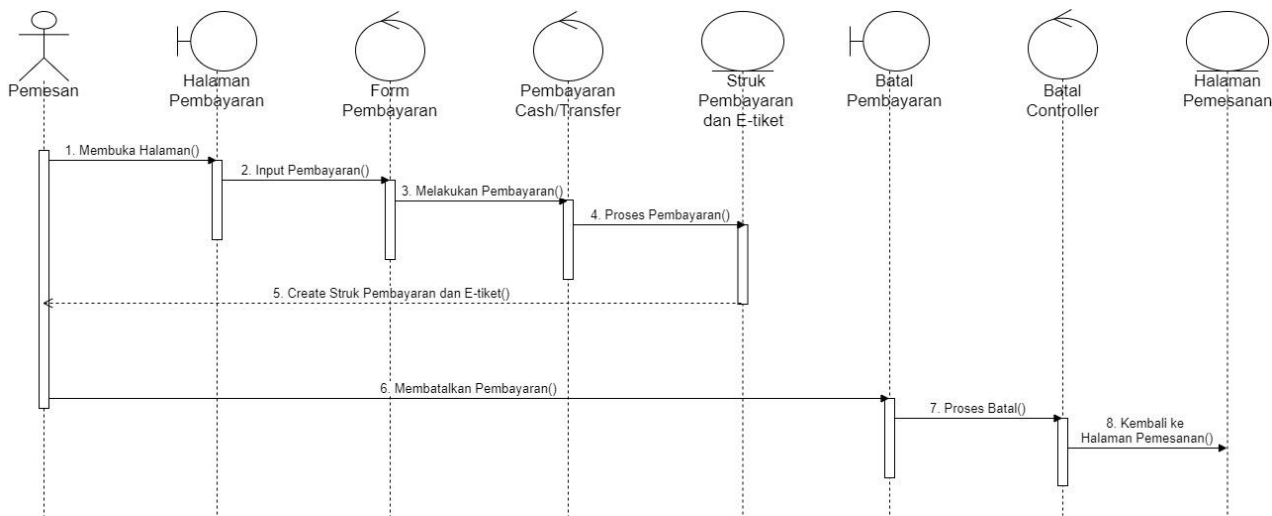 Pemesan
Halaman
Pembayaran
Form
Pembayaran
Pembayaran
Cash/Transfer
Struk
Pembayaran
dan E-tiket
Batal
Pembayaran
Batal
Controller
Halaman
Pemesanan
1. Membuka Halaman()
2. Input Pembayaran()
3. Melakukan Pembayaran()
4. Proses Pembayaran()
5. Create Struk Pembayaran dan E-tiket()
6. Membatalkan Pembayaran()
7. Proses Batal()
8. Kembali ke
Halaman Pemesanan()